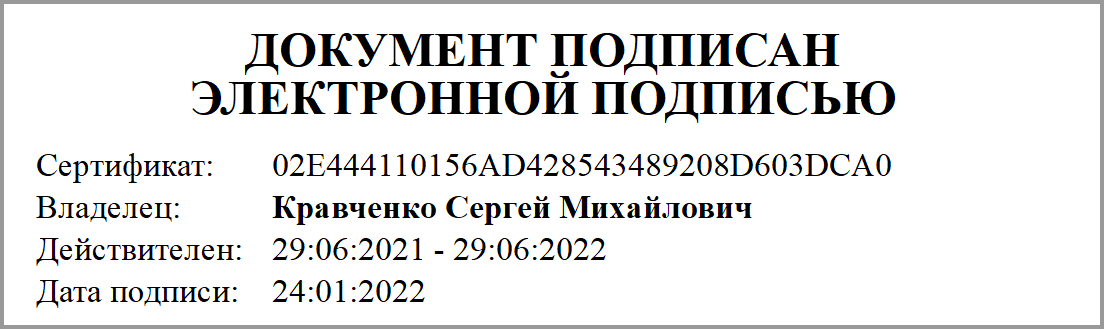 ДОКУМЕНТ ПОДПИСАН
ЭЛЕКТРОННОЙ ПОДПИСЬЮ
Сертификат: 02E444110156AD428543489208D603DCA0
Владелец: Кравченко Сергей Михайлович
Действителен: 29:06:2021 - 29:06:2022
Дата подписи: 24:01:2022